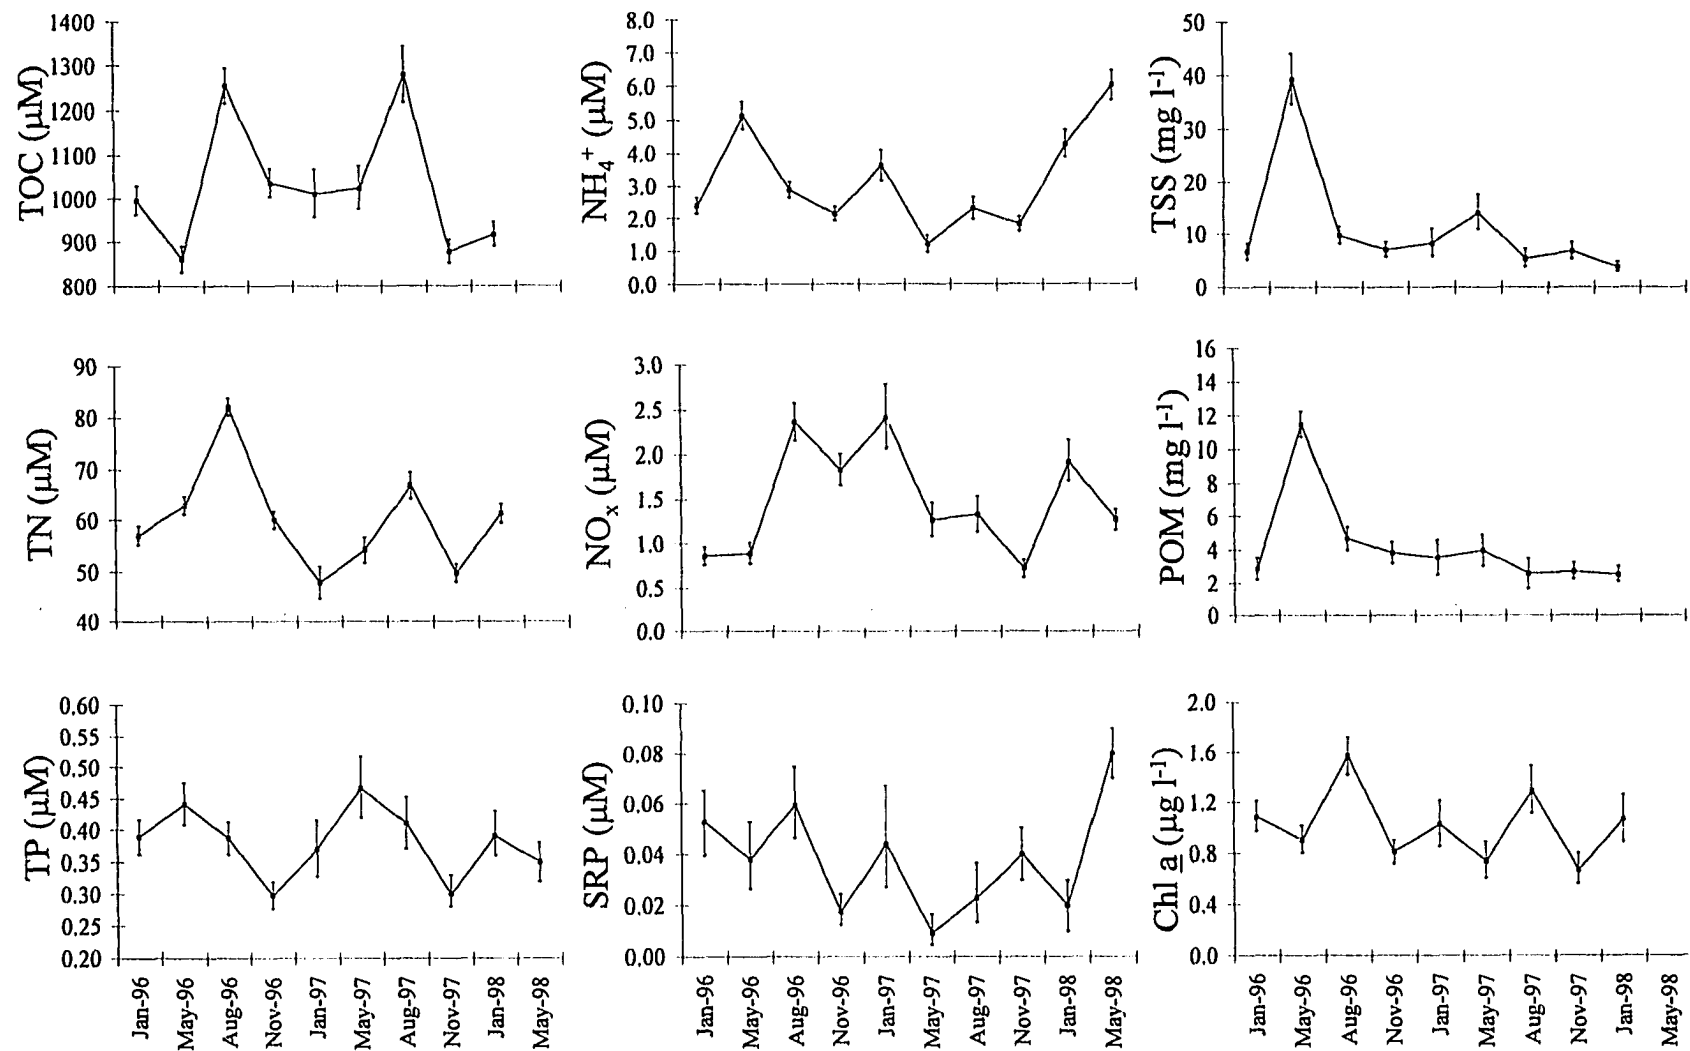 TOC (µM)
1400
1300
1200
1100
1000
900
800
NH4+ (µM)
8.0
7.0
6.0
5.0
4.0
3.0
2.0
1.0
0.0
TSS (mg l-1)
50
40
30
20
10
0
TN (µM)
90
80
70
60
50
40
NOx (µM)
3.0
2.5
2.0
1.5
1.0
0.5
0.0
POM (mg l-1)
16
14
12
10
8
6
4
2
0
TP (µM)
0.60
0.55
0.50
0.45
0.40
0.35
0.30
0.25
0.20
Jan-96
May-96
Aug-96
Nov-96
Jan-97
May-97
Aug-97
Nov-97
Jan-98
May-98
SRP (µM)
0.10
0.08
0.06
0.04
0.02
0.00
Jan-96
May-96
Aug-96
Nov-96
Jan-97
May-97
Aug-97
Nov-97
Jan-98
May-98
Chl a (µg l-1)
2.0
1.6
1.2
0.8
0.4
0.0
Jan-96
May-96
Aug-96
Nov-96
Jan-97
May-97
Aug-97
Nov-97
Jan-98
May-98